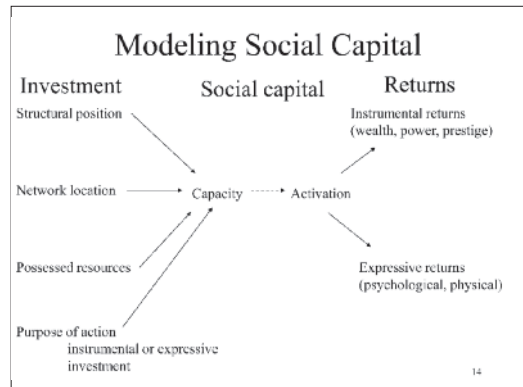 Modeling Social Capital
Investment
Social capital
Returns
Structural position
Instrumental returns
(wealth, power, prestige)
Network location
Capacity
Activation
Possessed resources
Expressive returns
(psychological, physical)
Purpose of action
instrumental or expressive
investment
14